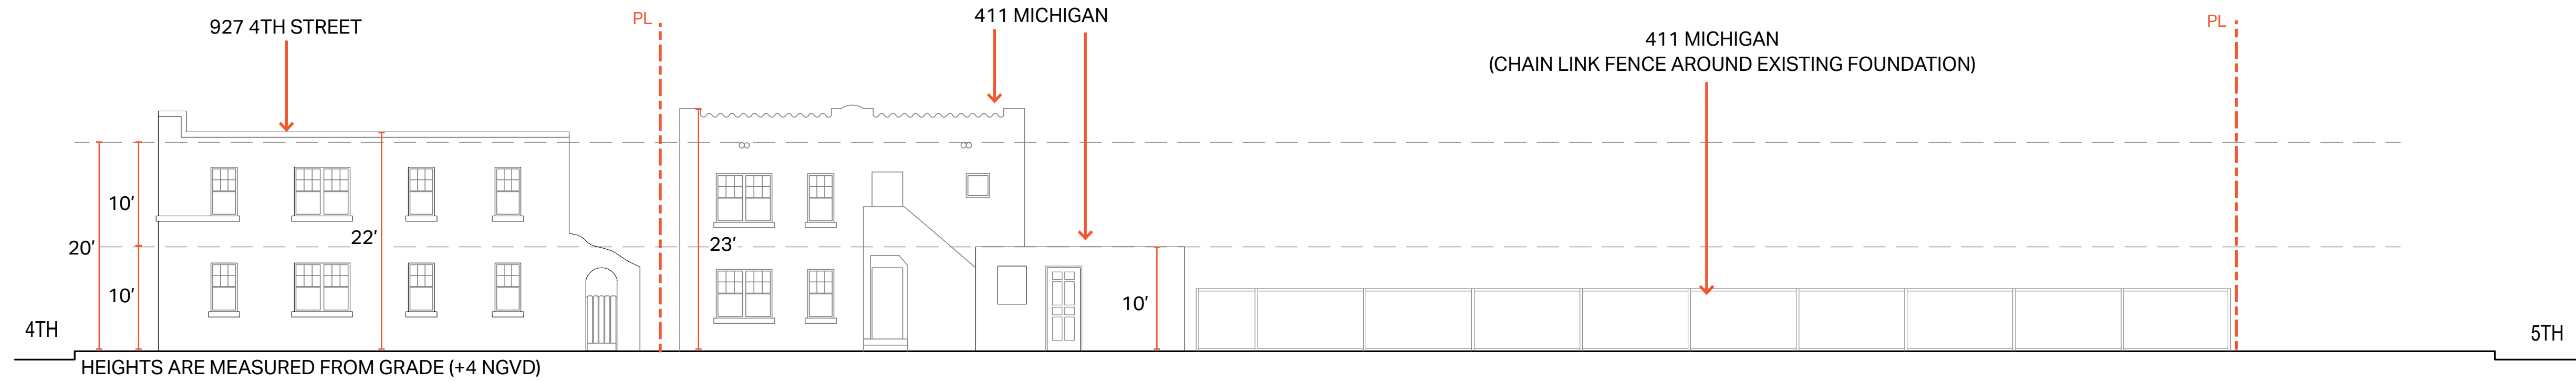 927 4TH STREET
PL
411 MICHIGAN
411 MICHIGAN
(CHAIN LINK FENCE AROUND EXISTING FOUNDATION)
PL
10′
20′
10′
22′
23′
10′
4TH
5TH
HEIGHTS ARE MEASURED FROM GRADE (+4 NGVD)